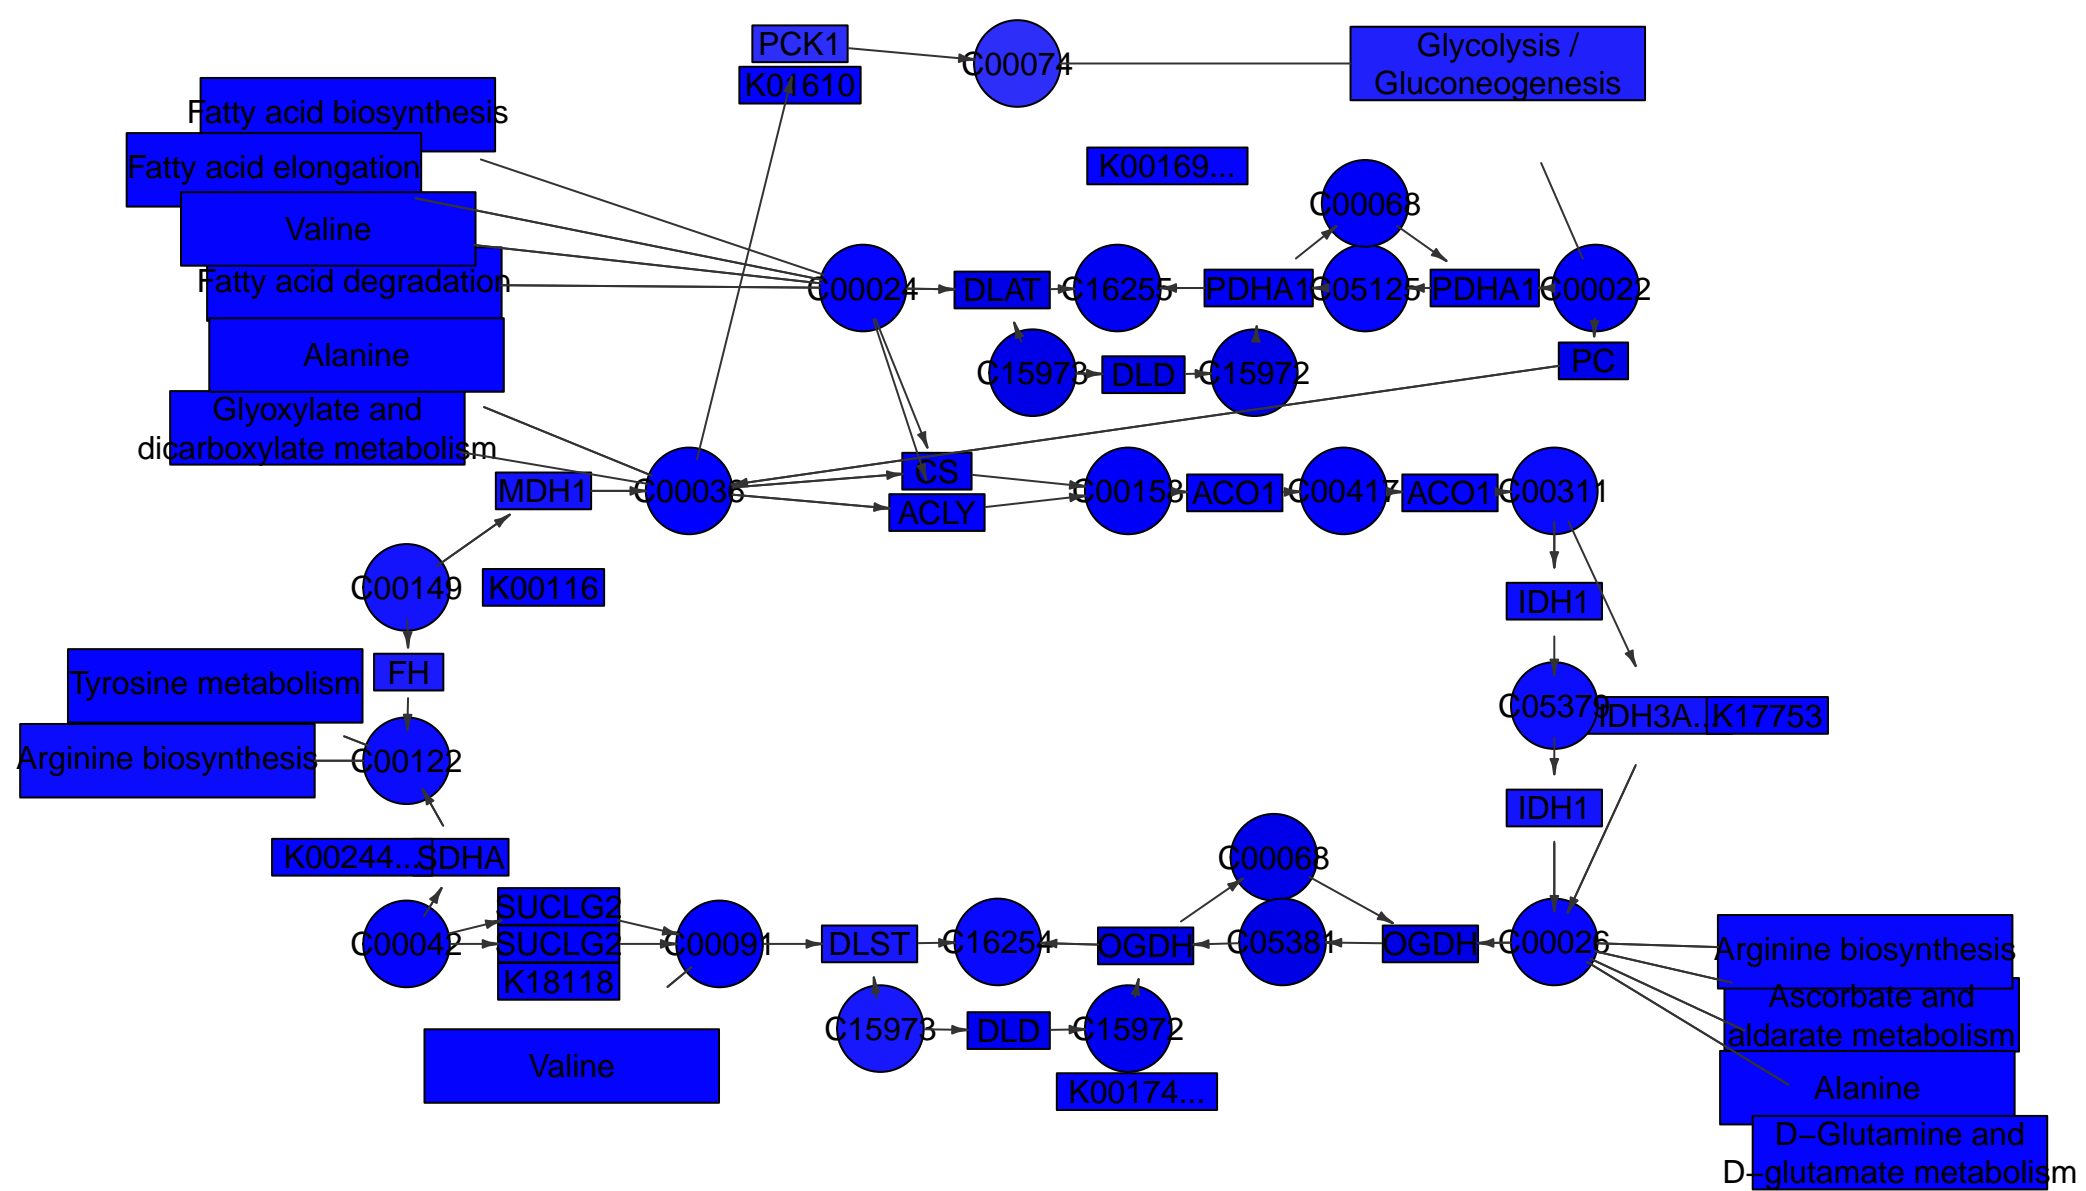 PCK1
C00074
Glycolysis /
Gluconeogenesis
K01610
Fatty acid biosynthesis
Fatty acid elongation
K00169...
C00068
Valine
Fatty acid degradation
C00024
DLAT
C16255
PDHA1
C05125
PDHA1
C00022
Alanine
C15973
DLD
C15972
PC
Glyoxylate and
dicarboxylate metabolism
MDH1
C00036
CS
ACLY
C00158
ACO1
C00417
ACO1
C00311
C00149
K00116
IDH1
FH
Tyrosine metabolism
C05379
IDH3A...
K17753
Arginine biosynthesis
C00122
IDH1
K00244...
SDHA
C00068
SUCLG2
C00042
SUCLG2
C00091
DLST
C16254
OGDH
C05381
OGDH
C00026
Arginine biosynthesis
K18118
Ascorbate and
aldarate metabolism
C15973
DLD
C15972
Valine
K00174...
Alanine
D−Glutamine and
D−glutamate metabolism